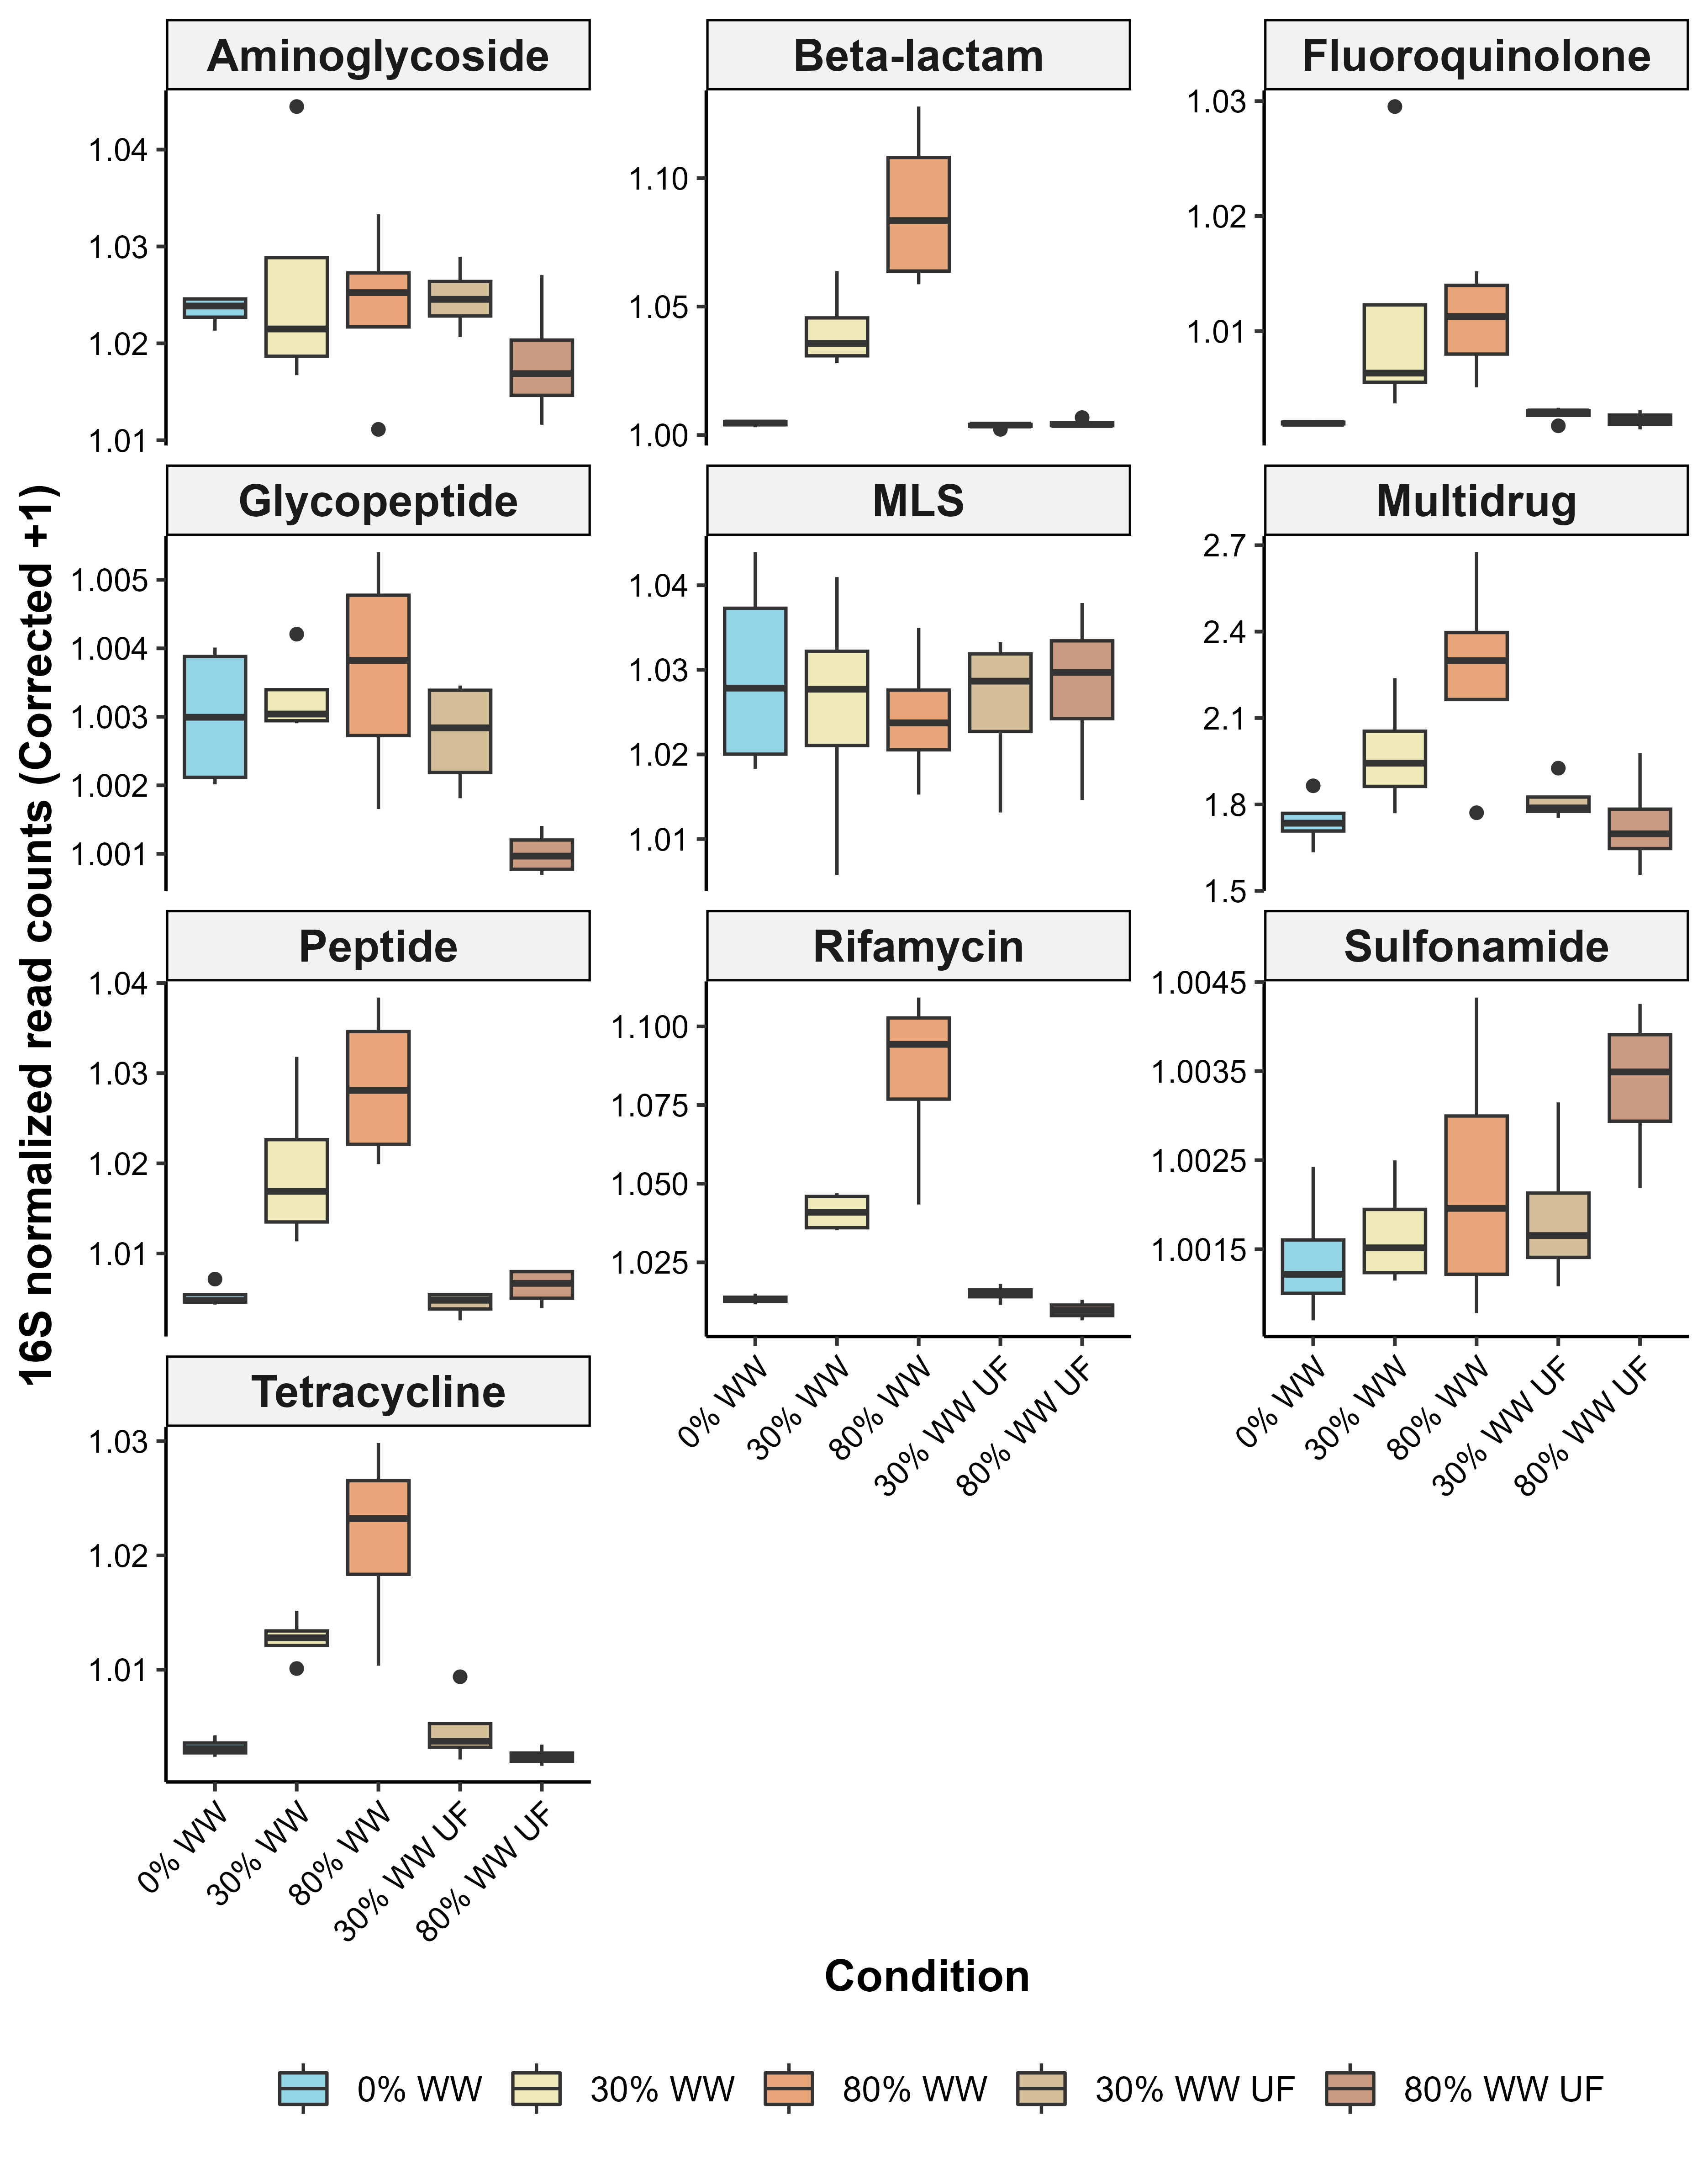 Aminoglycoside
Beta-lactam
Fluoroquinolone
1.04
1.03
1.02
1.01
1.10
1.05
1.00
1.03
1.02
1.01
Glycopeptide
MLS
Multidrug
1.005
1.004
1.003
1.002
1.001
1.04
1.03
1.02
1.01
2.7
2.4
2.1
1.8
1.5
Peptide
Rifamycin
Sulfonamide
1.04
1.03
1.02
1.01
1.100
1.075
1.050
1.025
1.0045
1.0035
1.0025
1.0015
0% WW
30% WW
80% WW
30% WW UF
80% WW UF
0% WW
30% WW
80% WW
30% WW UF
80% WW UF
Tetracycline
1.03
1.02
1.01
0% WW
30% WW
80% WW
30% WW UF
80% WW UF
16S normalized read counts (Corrected +1)
Condition
0% WW 30% WW 80% WW 30% WW UF 80% WW UF